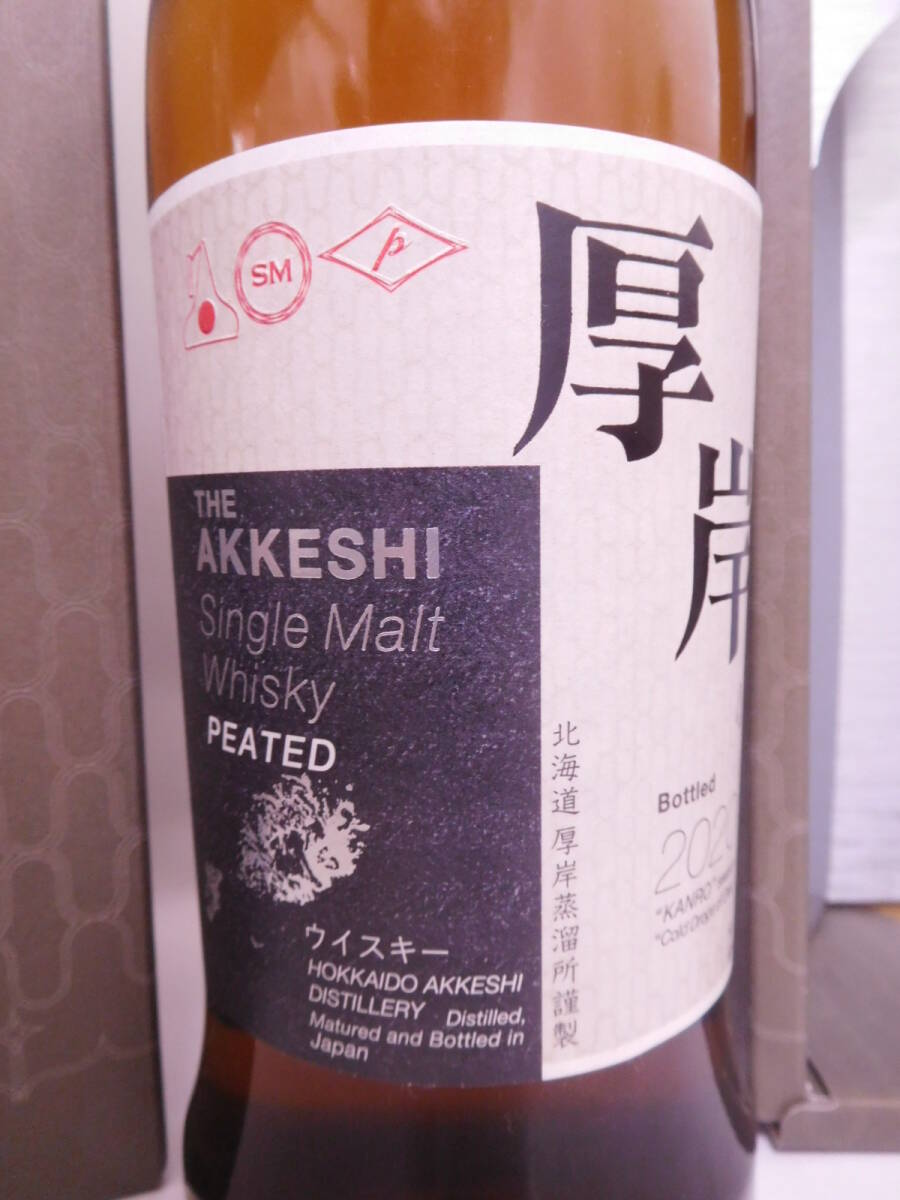 SM
p
厚岸
THE
AKKESHI
Single Malt
Whisky
PEATED
ウイスキー
HOKKAIDO AKKESHI
DISTILLERY Distilled,
Matured and Bottled in
Japan
北海道 厚岸蒸溜所謹製
Bottled
"KANRO"
"Cold